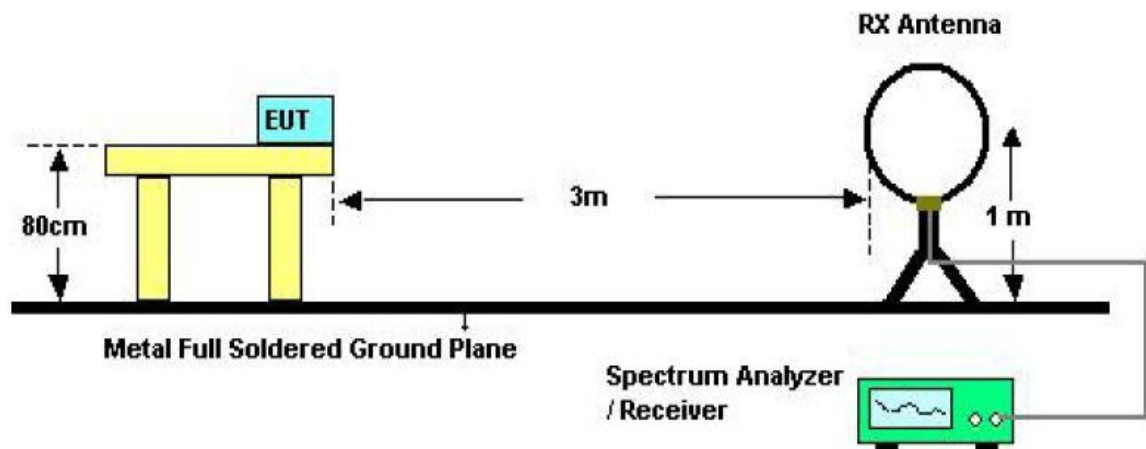 RX Antenna
EUT
3m
80cm
1 m
Metal Full Soldered Ground Plane
Spectrum Analyzer
/ Receiver